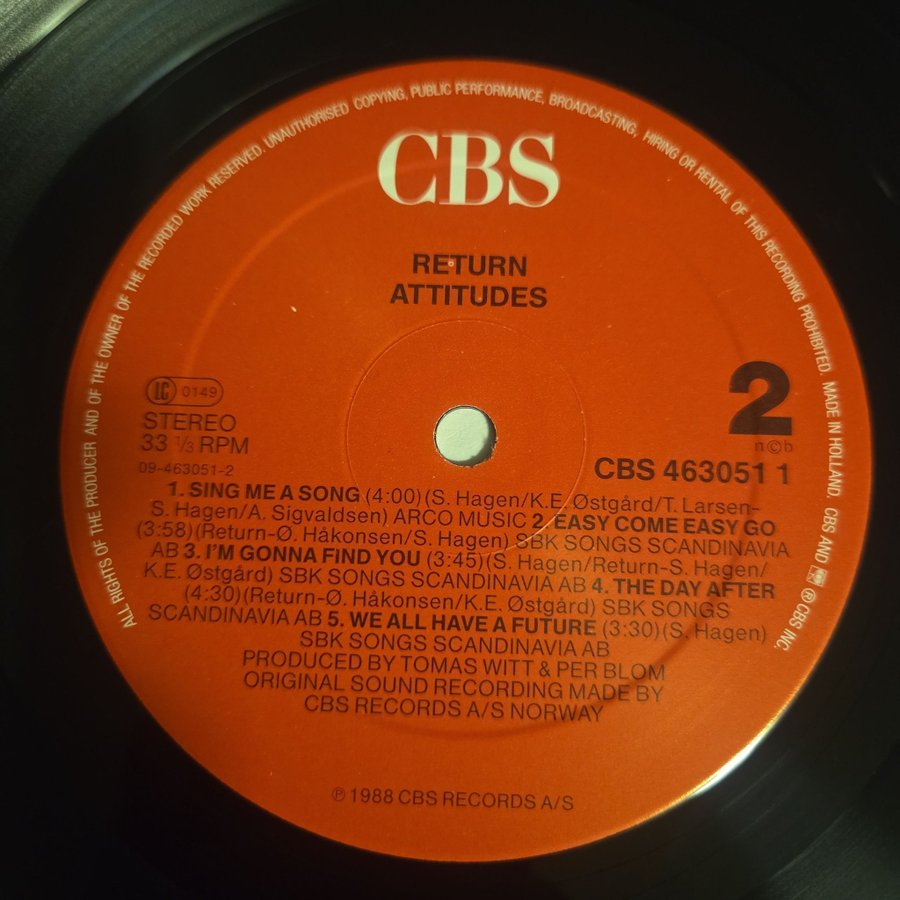 ALL RIGHTS OF THE PRODUCER AND OF THE OWNER OF THE RECORDED WORK RESERVED. UNAUTHORISED COPYING, PUBLIC PERFORMANCE, BROADCASTING, HIRING OR RENTAL OF THIS RECORDING PROHIBITED. MADE IN HOLLAND. CBS AND ® CBS INC.
CBS
RETURN
ATTITUDES
LC 0149
STEREO
33 1/3 RPM
09-463051-2
2
n©b
CBS 463051 1
1. SING ME A SONG (4:00)(S. Hagen/K.E. Østgård/T. Larsen-
S. Hagen/A. Sigvaldsen) ARCO MUSIC 2. EASY COME EASY GO
(3:58)(Return-Ø. Håkonsen/S. Hagen) SBK SONGS SCANDINAVIA
AB 3. I'M GONNA FIND YOU (3:45)(S. Hagen/Return-S. Hagen/
K.E. Østgård) SBK SONGS SCANDINAVIA AB 4. THE DAY AFTER
(4:30)(Return-Ø. Håkonsen/K.E. Østgård) SBK SONGS
SCANDINAVIA AB 5. WE ALL HAVE A FUTURE (3:30)(S. Hagen)
SBK SONGS SCANDINAVIA AB
PRODUCED BY TOMAS WITT & PER BLOM
ORIGINAL SOUND RECORDING MADE BY
CBS RECORDS A/S NORWAY
℗ 1988 CBS RECORDS A/S